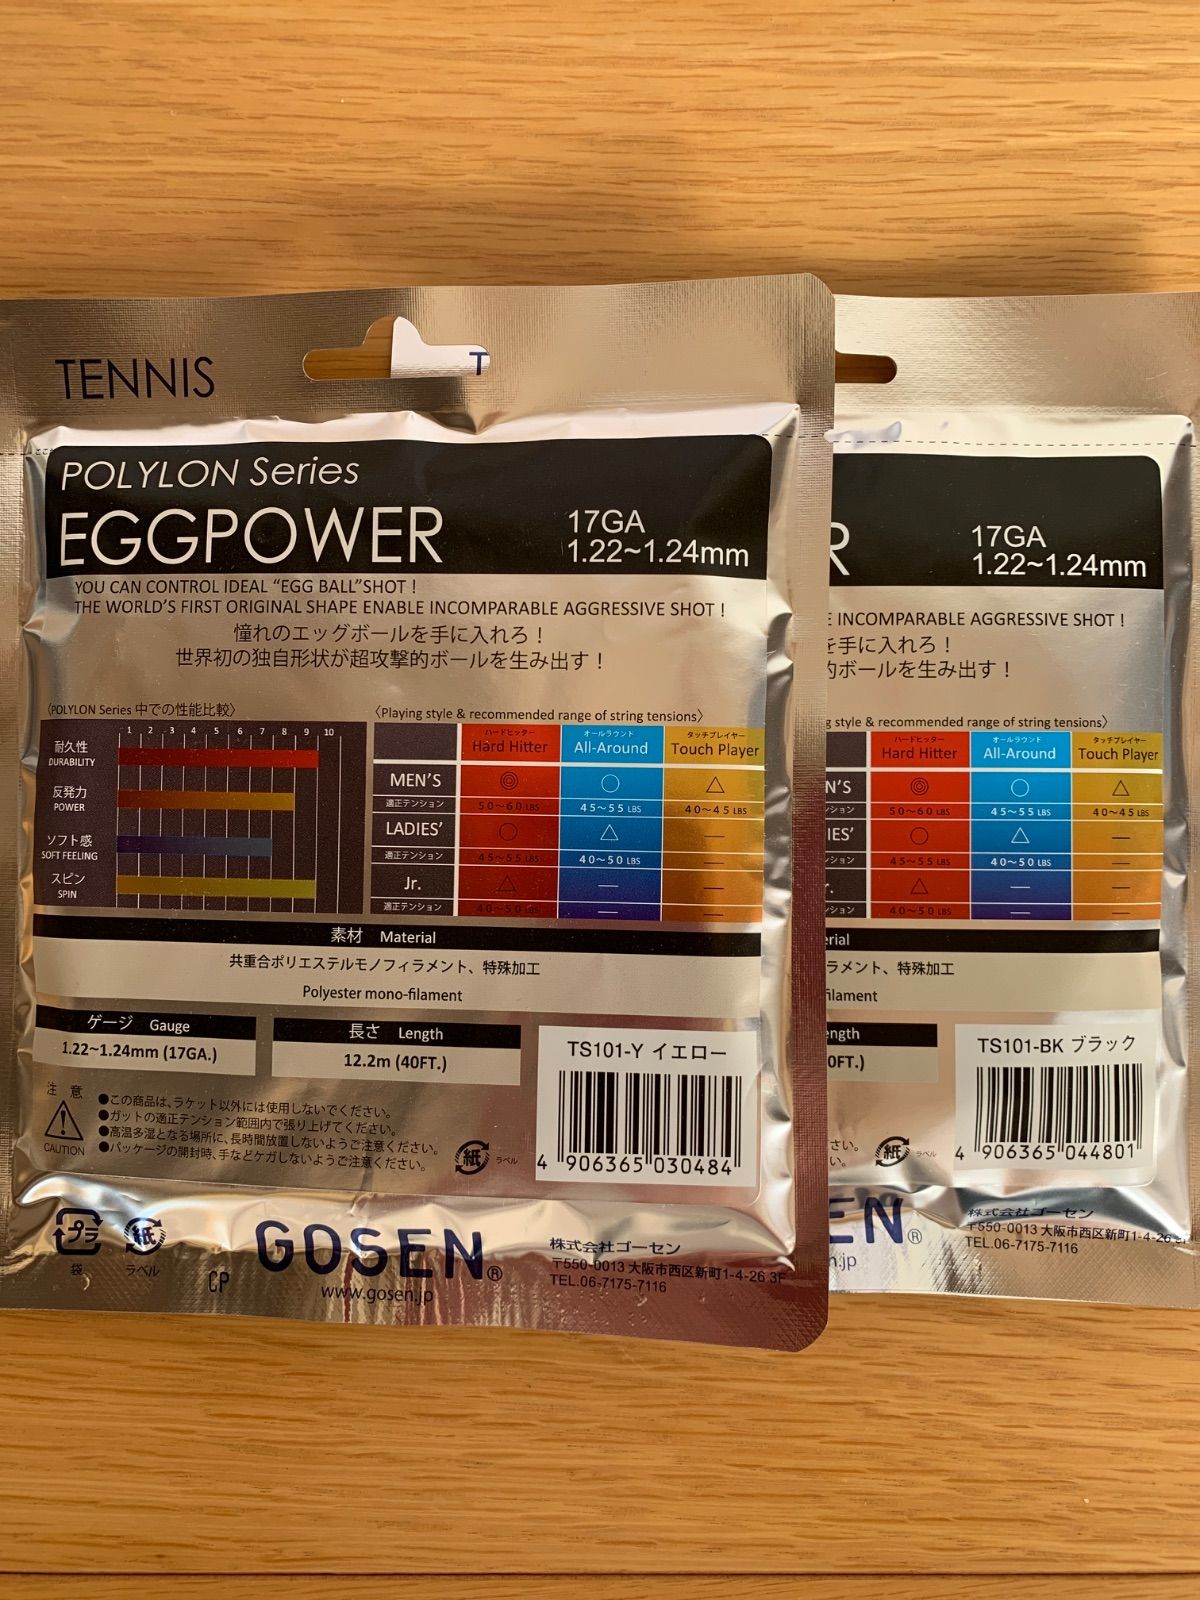 TENNIS
T
POLYLON Series
EGGPOWER
17GA
1.22~1.24mm
YOU CAN CONTROL IDEAL “EGG BALL”SHOT !
THE WORLD’S FIRST ORIGINAL SHAPE ENABLE INCOMPARABLE AGGRESSIVE SHOT !
憧れのエッグボールを手に入れろ！
世界初の独自形状が超攻撃的ボールを生み出す！
〈POLYLON Series 中での性能比較〉
1 2 3 4 5 6 7 8 9 10
耐久性
DURABILITY
反発力
POWER
ソフト感
SOFT FEELING
スピン
SPIN
〈Playing style & recommended range of string tensions〉
ハードヒッター オールラウンド タッチプレイヤー
Hard Hitter All-Around Touch Player
MEN’S ◎ ○ △
適正テンション 50～60 LBS 45～55 LBS 40～45 LBS
LADIES’ ○ △ —
適正テンション 45～55 LBS 40～50 LBS —
Jr. △ — —
適正テンション 40～50 LBS — —
素材 Material
共重合ポリエステルモノフィラメント、特殊加工
Polyester mono-filament
ゲージ Gauge
1.22~1.24mm (17GA.)
長さ Length
12.2m (40FT.)
TS101-Y イエロー
4 906365 030484
注 意
CAUTION
●この商品は、ラケット以外には使用しないでください。
●ガットの適正テンション範囲内で張り上げてください。
●高温多湿となる場所に、長時間放置しないようご注意ください。
●パッケージの開封時、手などケガしないようご注意ください。
紙 ラベル
プラ
袋
紙
ラベル
CP
GOSEN®
www.gosen.jp
株式会社ゴーセン
〒550-0013 大阪市西区新町1-4-26 3F
TEL.06-7175-7116
R
17GA
1.22~1.24mm
E INCOMPARABLE AGGRESSIVE SHOT !
を手に入れろ！
的ボールを生み出す！
g style & recommended range of string tensions〉
ハードヒッター オールラウンド タッチプレイヤー
Hard Hitter All-Around Touch Player
N’S ◎ ○ △
ンション 50～60 LBS 45～55 LBS 40～45 LBS
IES’ ○ △ —
ンション 45～55 LBS 40～50 LBS —
r. △ — —
ンション 40～50 LBS — —
erial
ラメント、特殊加工
filament
ength
0FT.)
TS101-BK ブラック
4 906365 044801
さい。
い。
紙 ラベル
EN®
n.jp
株式会社ゴーセン
〒550-0013 大阪市西区新町1-4-26 3F
TEL.06-7175-7116